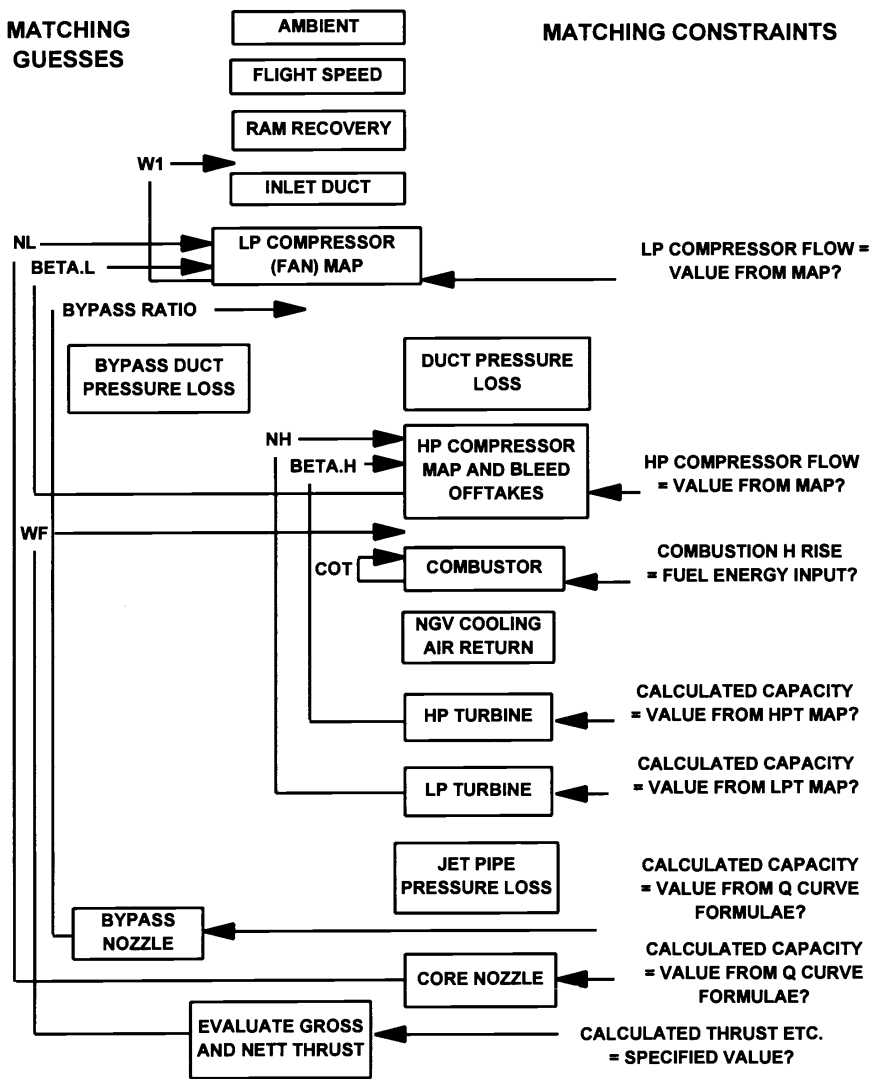 MATCHING
GUESSES
AMBIENT
MATCHING CONSTRAINTS
FLIGHT SPEED
RAM RECOVERY
W1
INLET DUCT
NL
LP COMPRESSOR
(FAN) MAP
BETA.L
LP COMPRESSOR FLOW =
VALUE FROM MAP?
BYPASS RATIO
BYPASS DUCT
PRESSURE LOSS
DUCT PRESSURE
LOSS
NH
BETA.H
HP COMPRESSOR
MAP AND BLEED
OFFTAKES
HP COMPRESSOR FLOW
= VALUE FROM MAP?
WF
COT
COMBUSTOR
COMBUSTION H RISE
= FUEL ENERGY INPUT?
NGV COOLING
AIR RETURN
HP TURBINE
CALCULATED CAPACITY
= VALUE FROM HPT MAP?
LP TURBINE
CALCULATED CAPACITY
= VALUE FROM LPT MAP?
JET PIPE
PRESSURE LOSS
CALCULATED CAPACITY
= VALUE FROM Q CURVE
FORMULAE?
BYPASS
NOZZLE
CORE NOZZLE
CALCULATED CAPACITY
= VALUE FROM Q CURVE
FORMULAE?
EVALUATE GROSS
AND NETT THRUST
CALCULATED THRUST ETC.
= SPECIFIED VALUE?